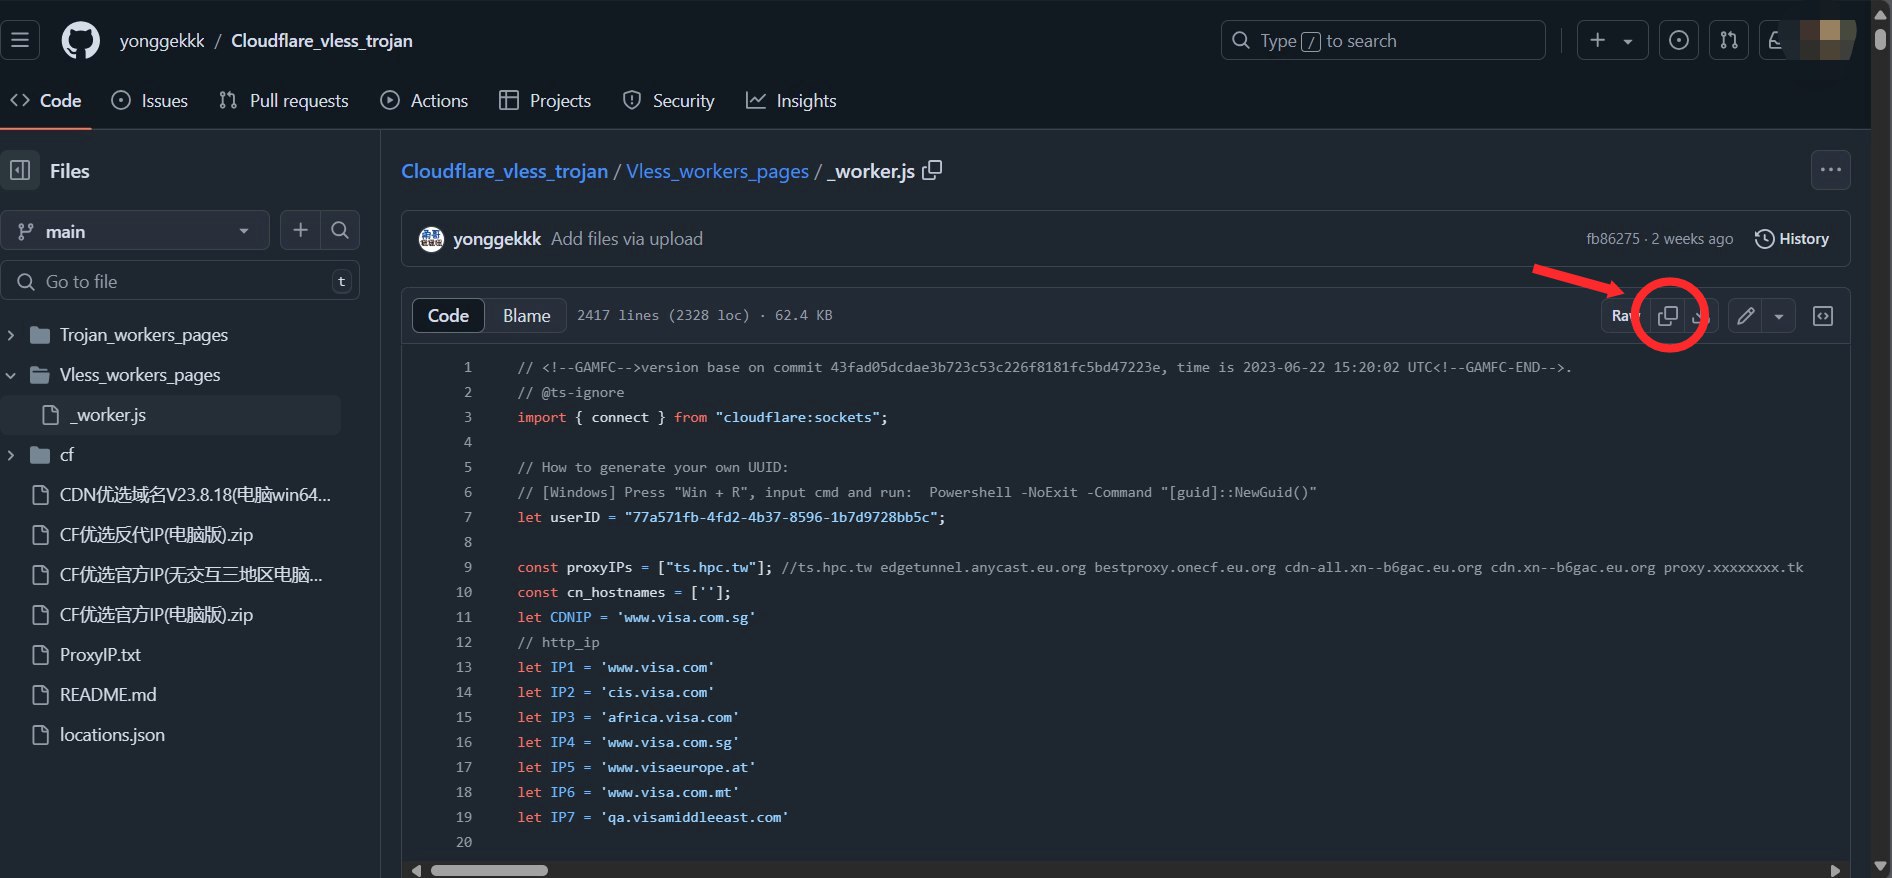 yonggekkk / Cloudflare_vless_trojan
Type / to search
Code
Issues
Pull requests
Actions
Projects
Security
Insights
Files
main
Go to file
t
Trojan_workers_pages
Vless_workers_pages
_worker.js
cf
CDN优选域名V23.8.18(电脑win64...
CF优选反代IP(电脑版).zip
CF优选官方IP(无交互三地区电脑...
CF优选官方IP(电脑版).zip
ProxyIP.txt
README.md
locations.json
Cloudflare_vless_trojan / Vless_workers_pages / _worker.js
yonggekkk Add files via upload
fb86275 · 2 weeks ago
History
Code
Blame
2417 lines (2328 loc) · 62.4 KB
Raw
1 // <!--GAMFC-->version base on commit 43fad05dcdae3b723c53c226f8181fc5bd47223e, time is 2023-06-22 15:20:02 UTC<!--GAMFC-END-->.
2 // @ts-ignore
3 import { connect } from "cloudflare:sockets";
4
5 // How to generate your own UUID:
6 // [Windows] Press "Win + R", input cmd and run:  Powershell -NoExit -Command "[guid]::NewGuid()"
7 let userID = "77a571fb-4fd2-4b37-8596-1b7d9728bb5c";
8
9 const proxyIPs = ["ts.hpc.tw"]; //ts.hpc.tw edgetunnel.anycast.eu.org bestproxy.onecf.eu.org cdn-all.xn--b6gac.eu.org cdn.xn--b6gac.eu.org proxy.xxxxxxxx.tk
10 const cn_hostnames = [''];
11 let CDNIP = 'www.visa.com.sg'
12 // http_ip
13 let IP1 = 'www.visa.com'
14 let IP2 = 'cis.visa.com'
15 let IP3 = 'africa.visa.com'
16 let IP4 = 'www.visa.com.sg'
17 let IP5 = 'www.visaeurope.at'
18 let IP6 = 'www.visa.com.mt'
19 let IP7 = 'qa.visamiddleeast.com'
20